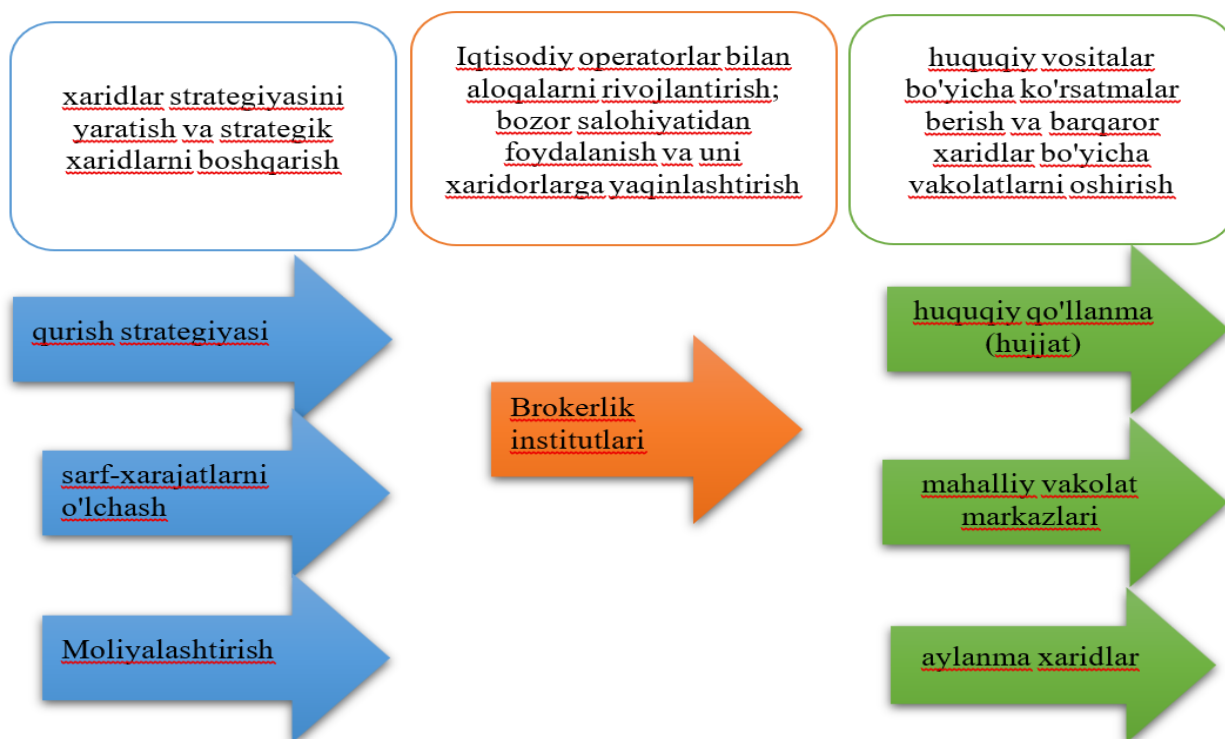 xaridlar strategiyasini
yaratish va strategik
xaridlarni boshqarish
Iqtisodiy operatorlar bilan
aloqalarni rivojlantirish;
bozor salohiyatidan
foydalanish va uni
xaridorlarga yaqinlashtirish
huquqiy vositalar
bo'yicha ko'rsatmalar
berish va barqaror
xaridlar bo'yicha
vakolatlarni oshirish
qurish strategiyasi
sarf-xarajatlarni
o'lchash
Moliyalashtirish
Brokerlik
institutlari
huquqiy qo'llanma
(hujjat)
mahalliy vakolat
markazlari
aylanma xaridlar